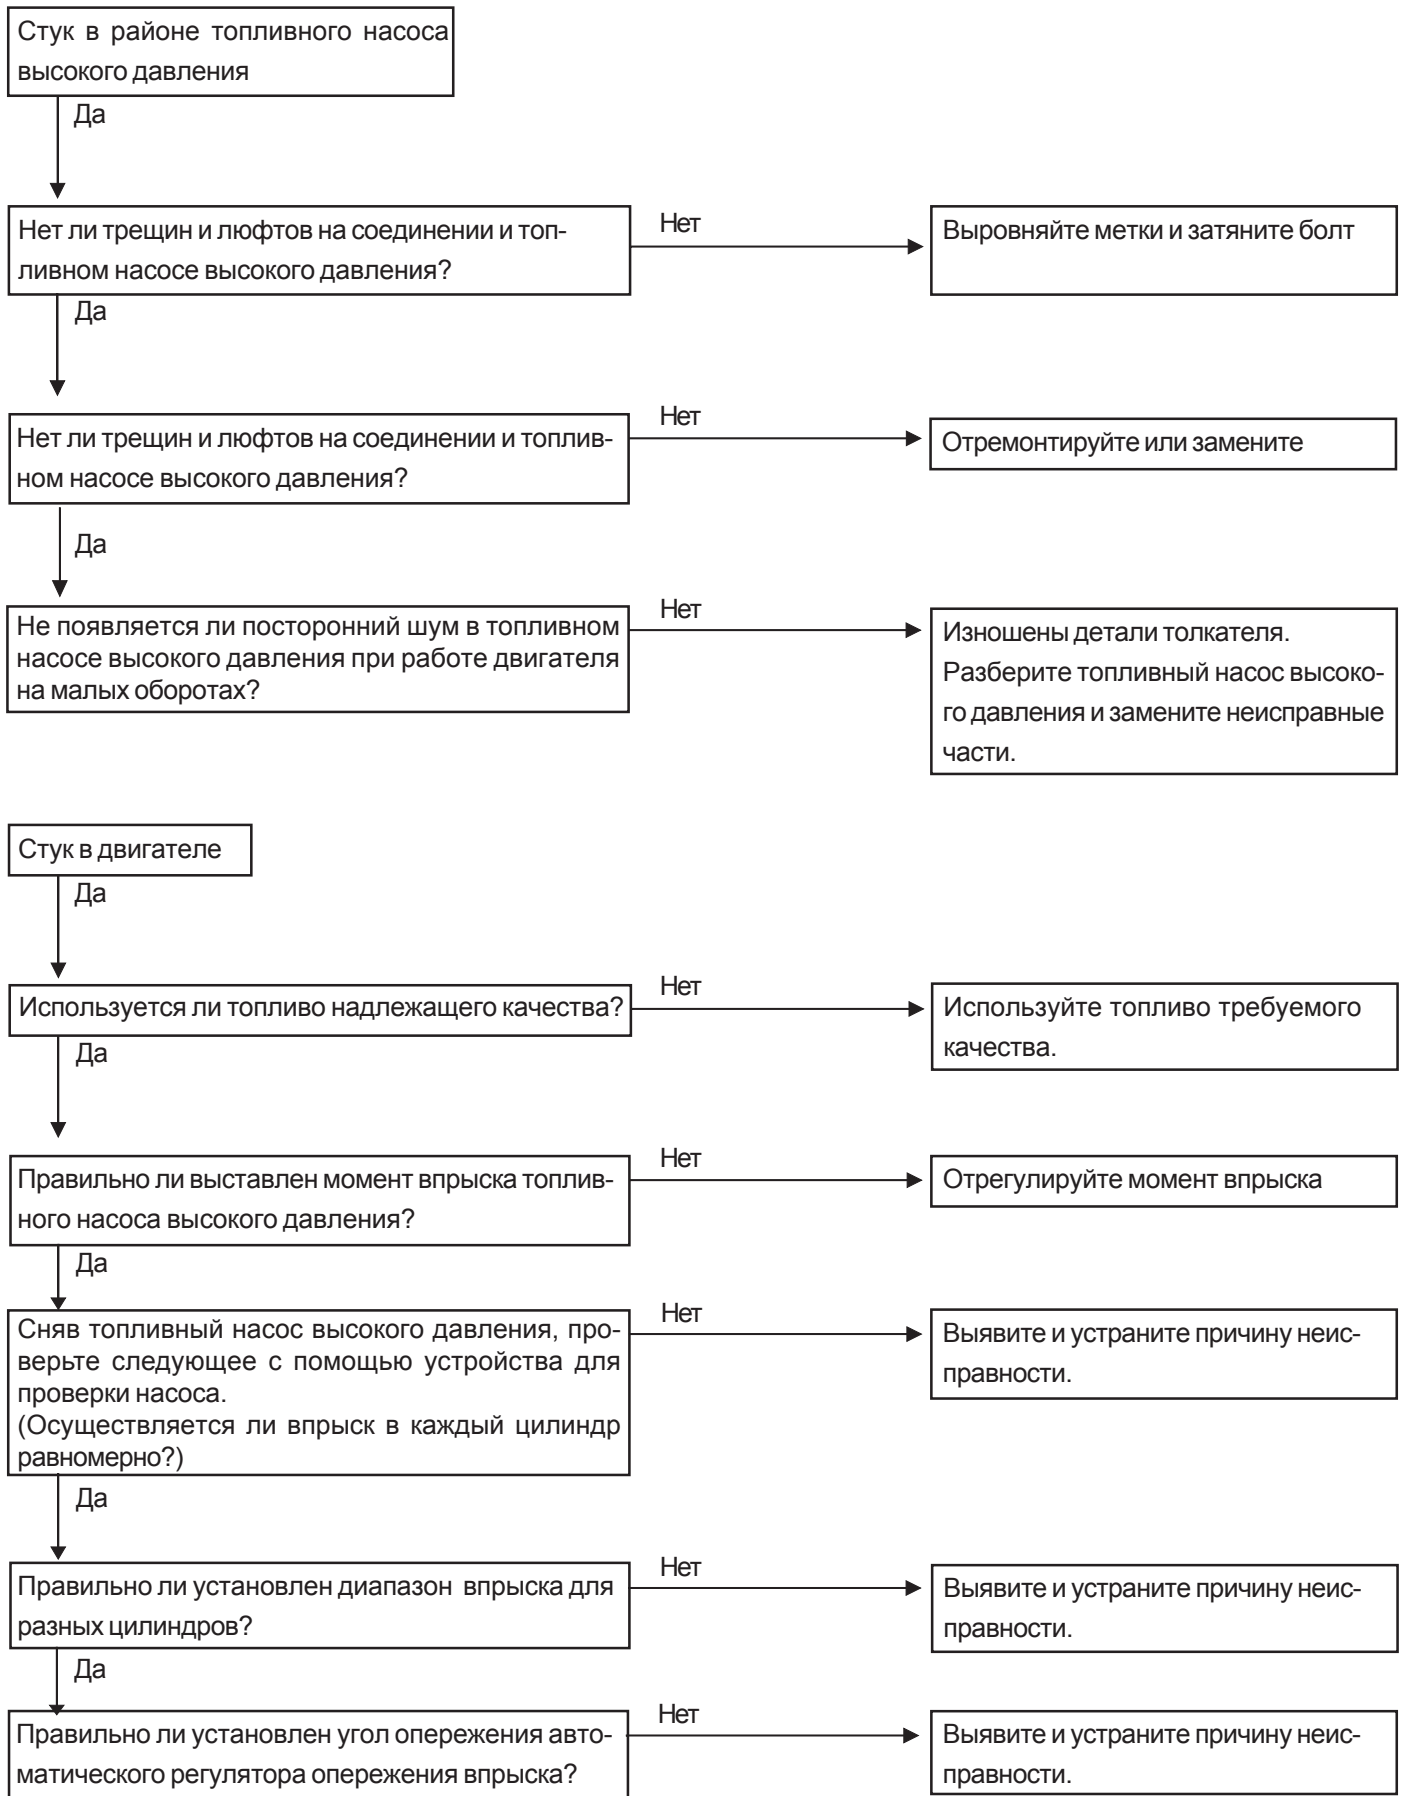 Стук в районе топливного насоса
высокого давления
Да
Нет ли трещин и люфтов на соединении и топ-
ливном насосе высокого давления?
Нет
Выровняйте метки и затяните болт
Да
Нет ли трещин и люфтов на соединении и топлив-
ном насосе высокого давления?
Нет
Отремонтируйте или замените
Да
Не появляется ли посторонний шум в топливном
насосе высокого давления при работе двигателя
на малых оборотах?
Нет
Изношены детали толкателя.
Разберите топливный насос высоко-
го давления и замените неисправные
части.
Стук в двигателе
Да
Используется ли топливо надлежащего качества?
Нет
Используйте топливо требуемого
качества.
Да
Правильно ли выставлен момент впрыска топлив-
ного насоса высокого давления?
Нет
Отрегулируйте момент впрыска
Да
Сняв топливный насос высокого давления, про-
верьте следующее с помощью устройства для
проверки насоса.
(Осуществляется ли впрыск в каждый цилиндр
равномерно?)
Нет
Выявите и устраните причину неис-
правности.
Да
Правильно ли установлен диапазон впрыска для
разных цилиндров?
Нет
Выявите и устраните причину неис-
правности.
Да
Правильно ли установлен угол опережения авто-
матического регулятора опережения впрыска?
Нет
Выявите и устраните причину неис-
правности.